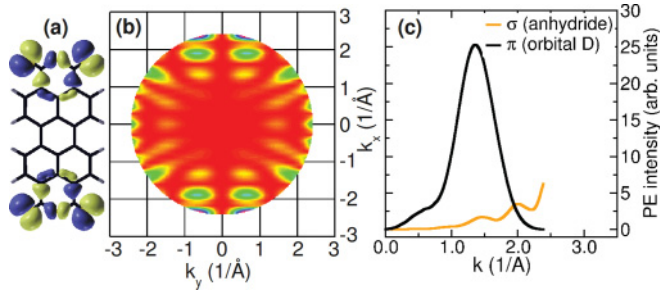 (a)
(b)
3
2
1
0
-1
-2
-3
-3 -2 -1 0 1 2 3
k_y (1/Å)
k_x (1/Å)
(c)
σ (anhydride)
π (orbital D)
30
25
20
15
10
5
0
PE intensity (arb. units)
0.0 1.0 2.0 3.0
k (1/A)